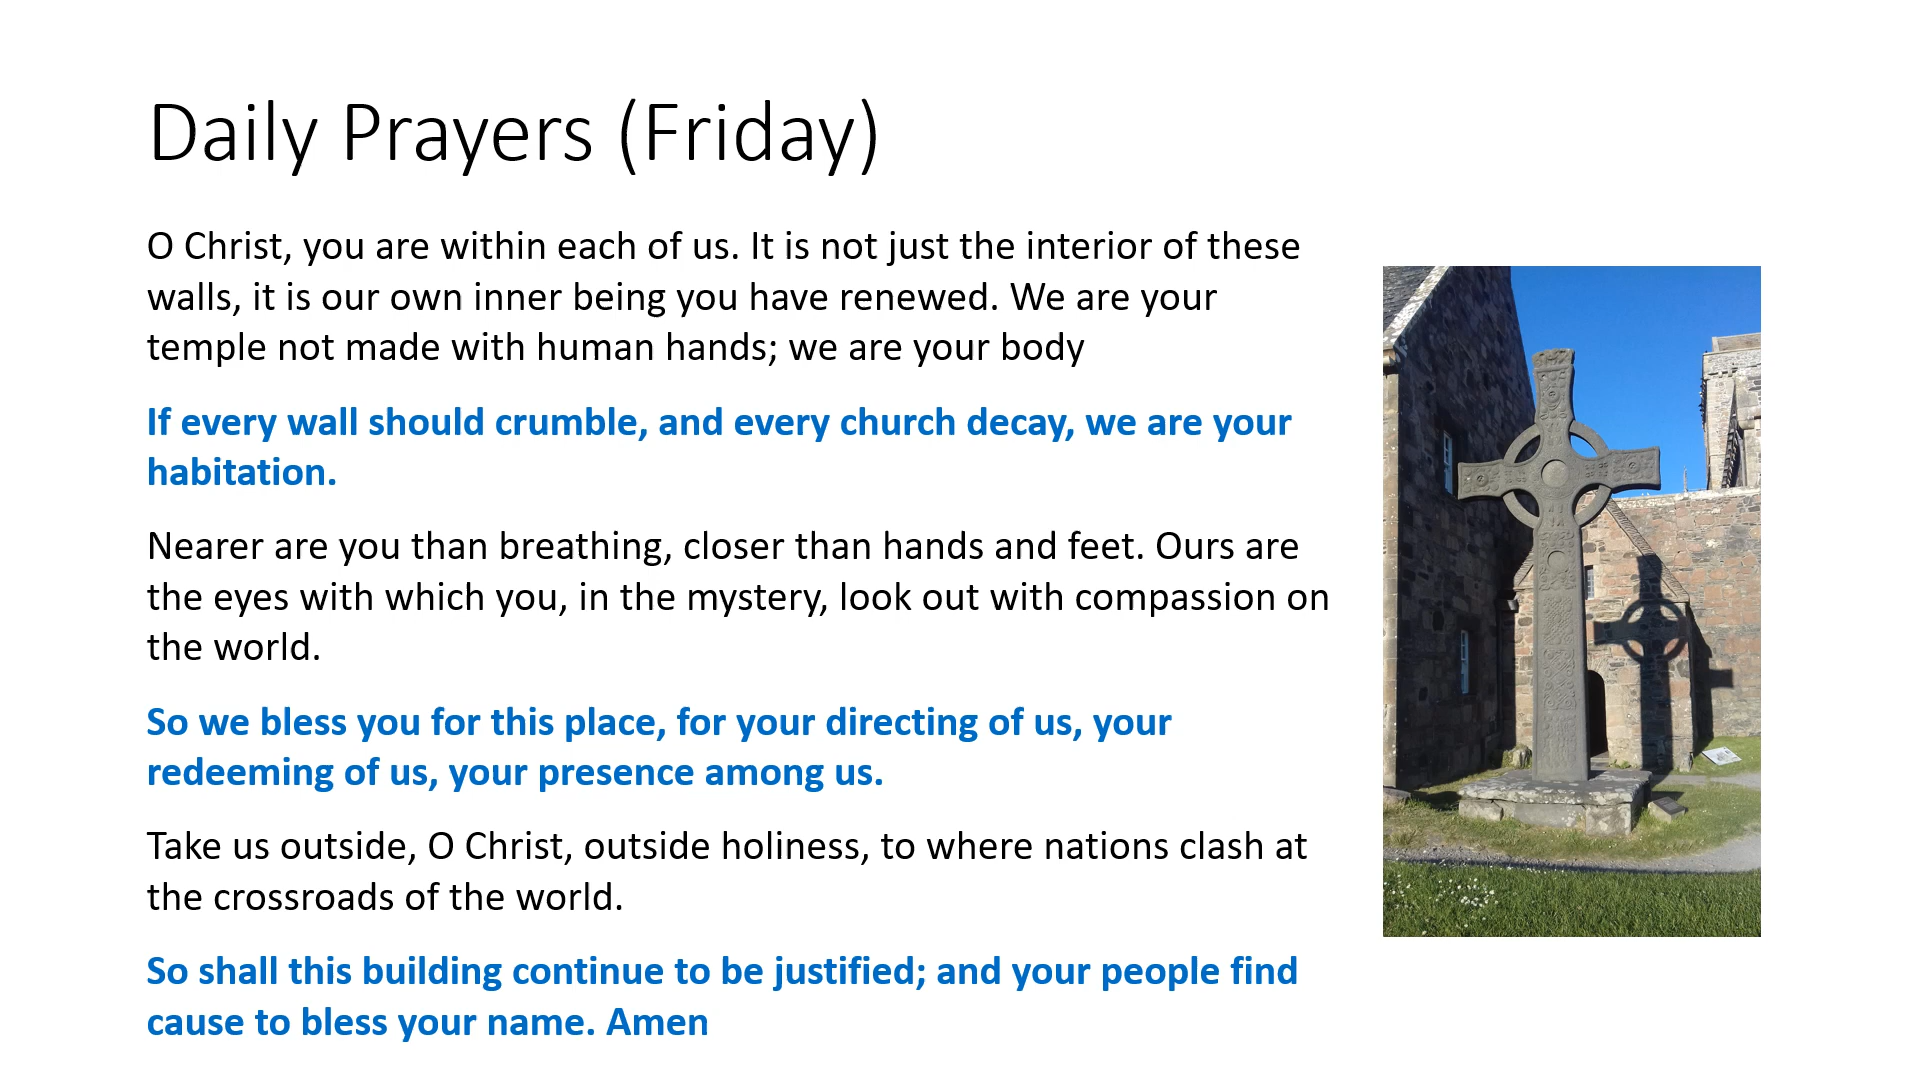 Daily Prayers (Friday)
O Christ, you are within each of us. It is not just the interior of these
walls, it is our own inner being you have renewed. We are your
temple not made with human hands; we are your body
If every wall should crumble, and every church decay, we are your
habitation.
Nearer are you than breathing, closer than hands and feet. Ours are
the eyes with which you, in the mystery, look out with compassion on
the world.
So we bless you for this place, for your directing of us, your
redeeming of us, your presence among us.
Take us outside, O Christ, outside holiness, to where nations clash at
the crossroads of the world.
So shall this building continue to be justified; and your people find
cause to bless your name. Amen